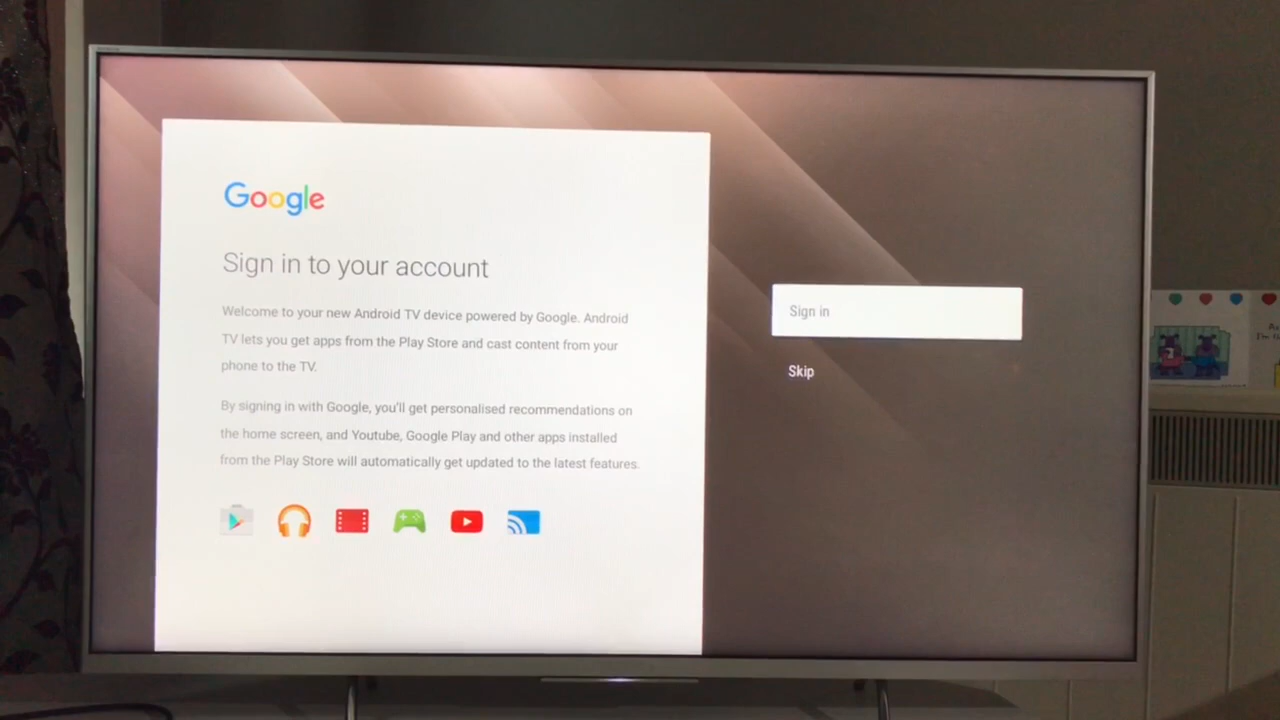 Google
Sign in to your account
Welcome to your new Android TV device powered by Google. Android
TV lets you get apps from the Play Store and cast content from your
phone to the TV.
By signing in with Google, you'll get personalised recommendations on
the home screen, and Youtube, Google Play and other apps installed
from the Play Store will automatically get updated to the latest features.
Sign in
Skip